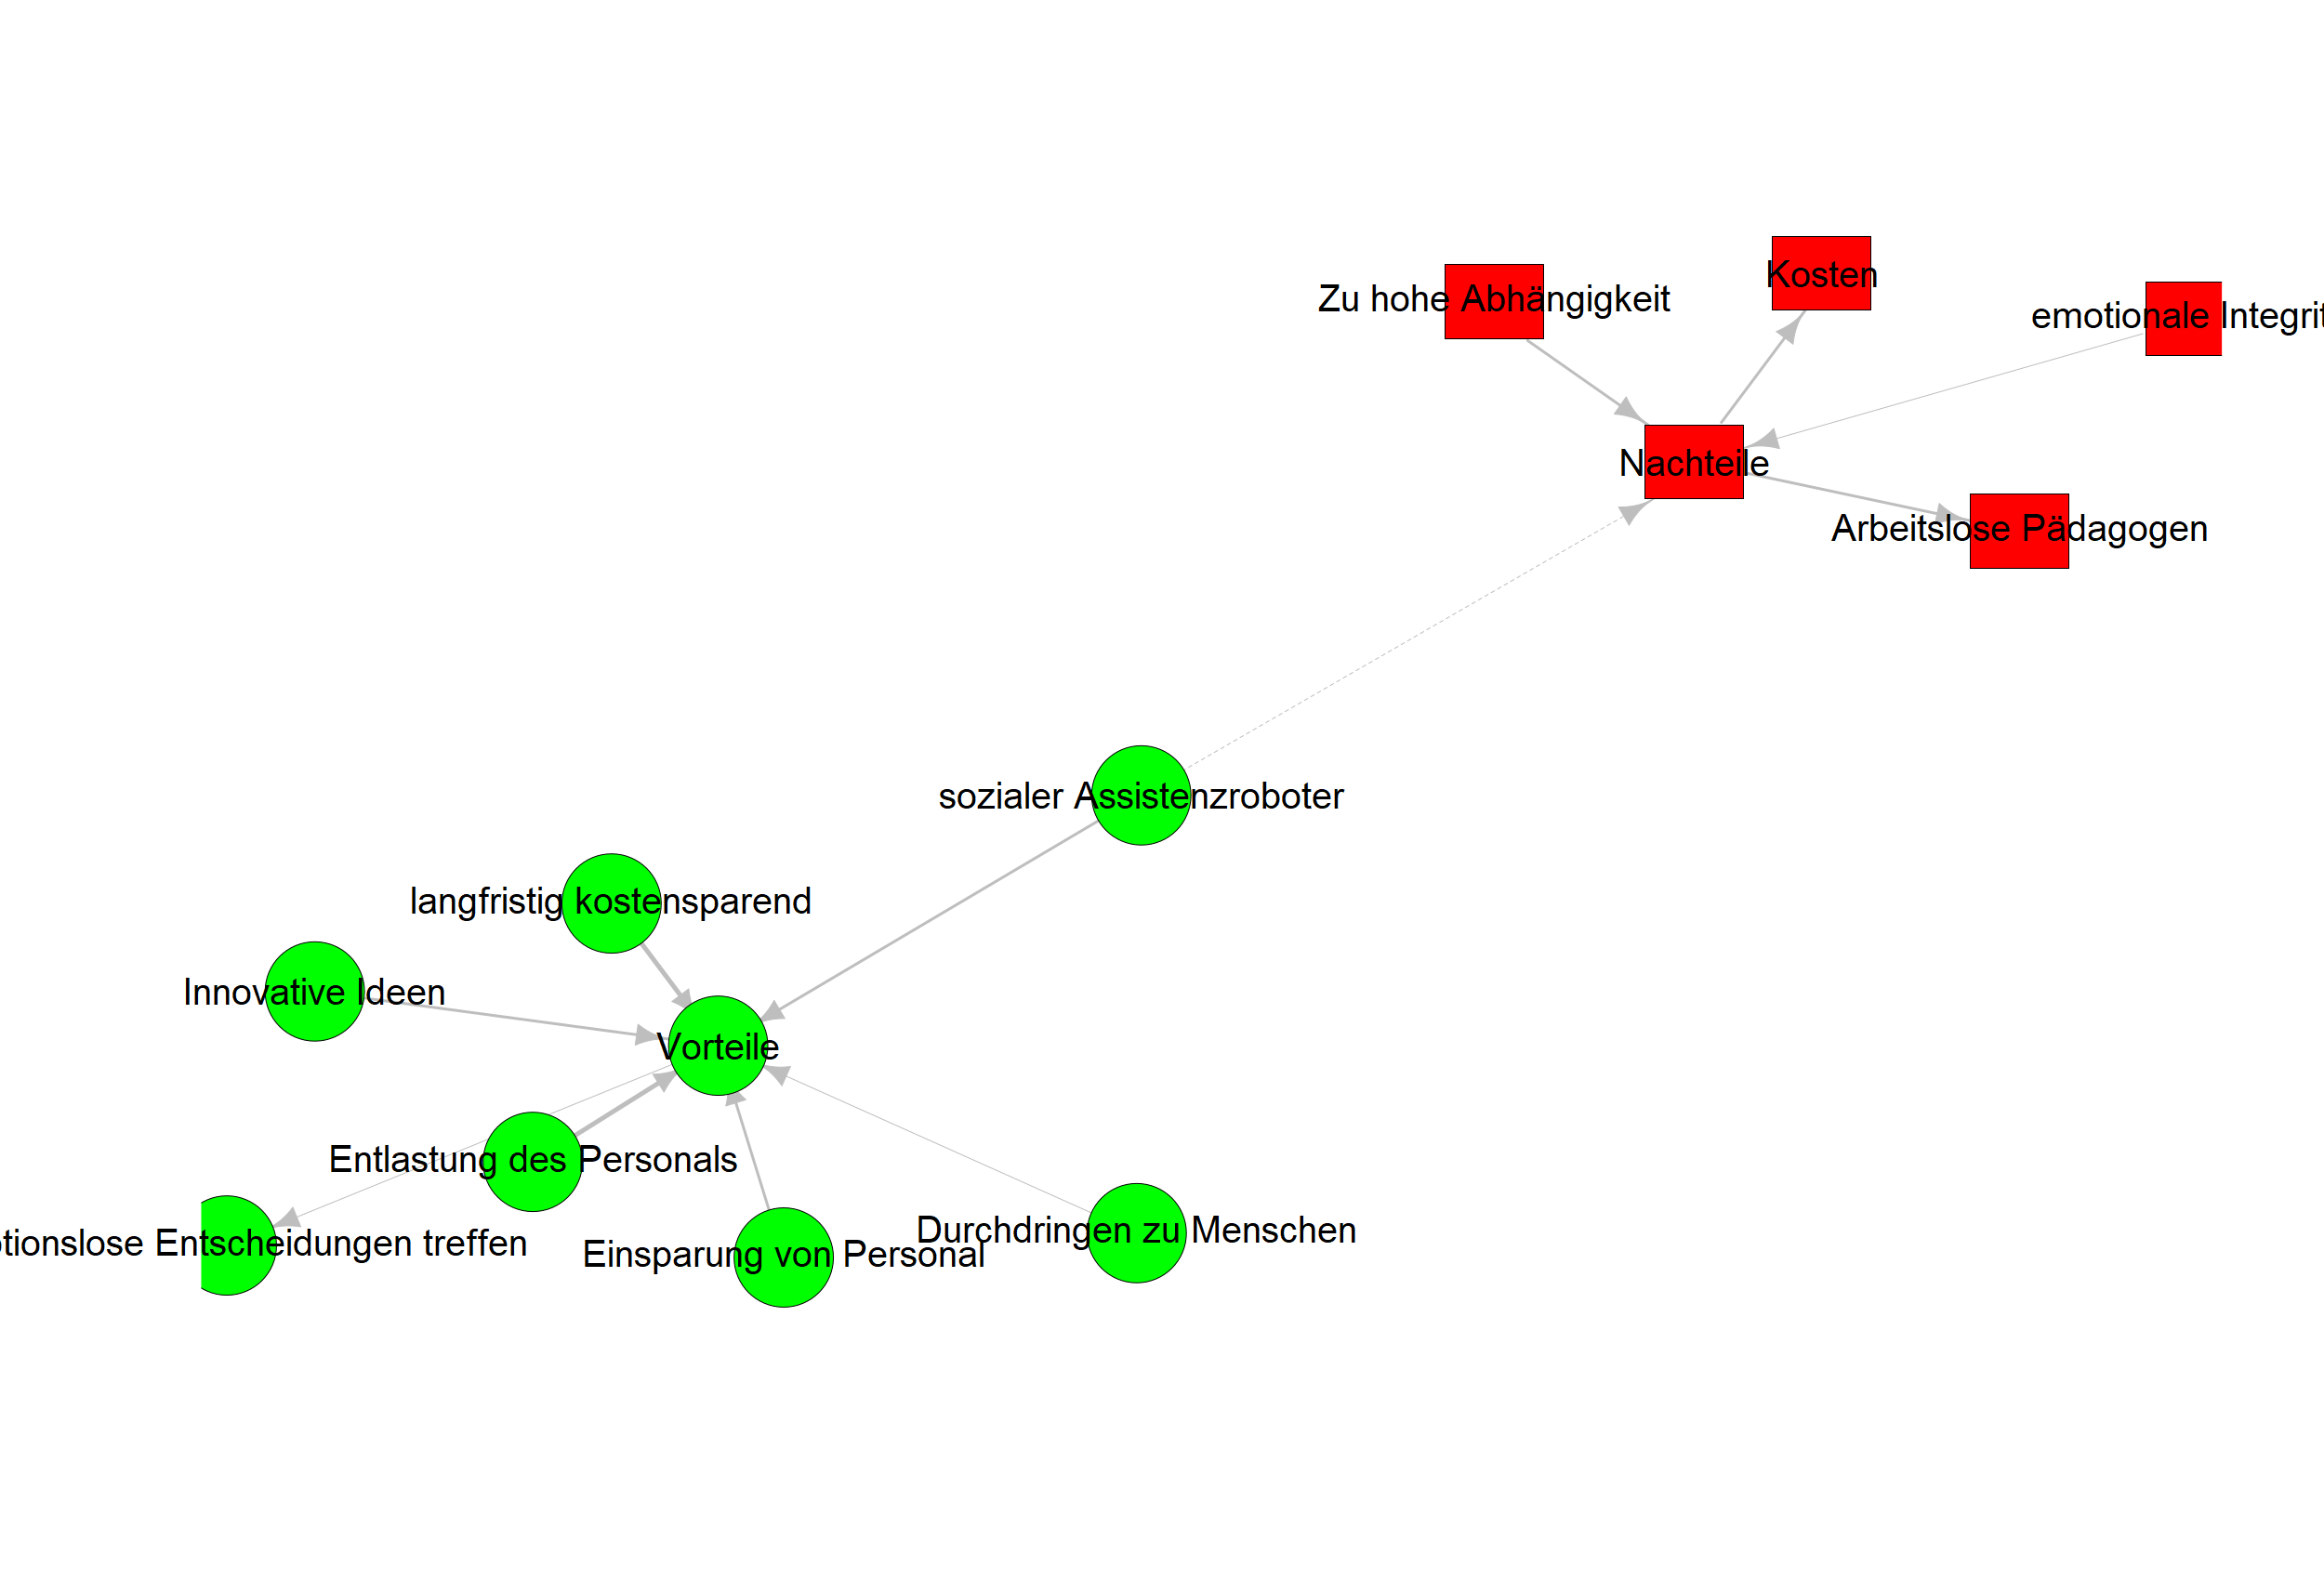 Kosten
Zu hohe Abhängigkeit
emotionale Integrit
Nachteile
Arbeitslose Pädagogen
sozialer Assistenzroboter
langfristig kostensparend
Innovative Ideen
Vorteile
Entlastung des Personals
Durchdringen zu Menschen
tionslose Entscheidungen treffen
Einsparung von Personal